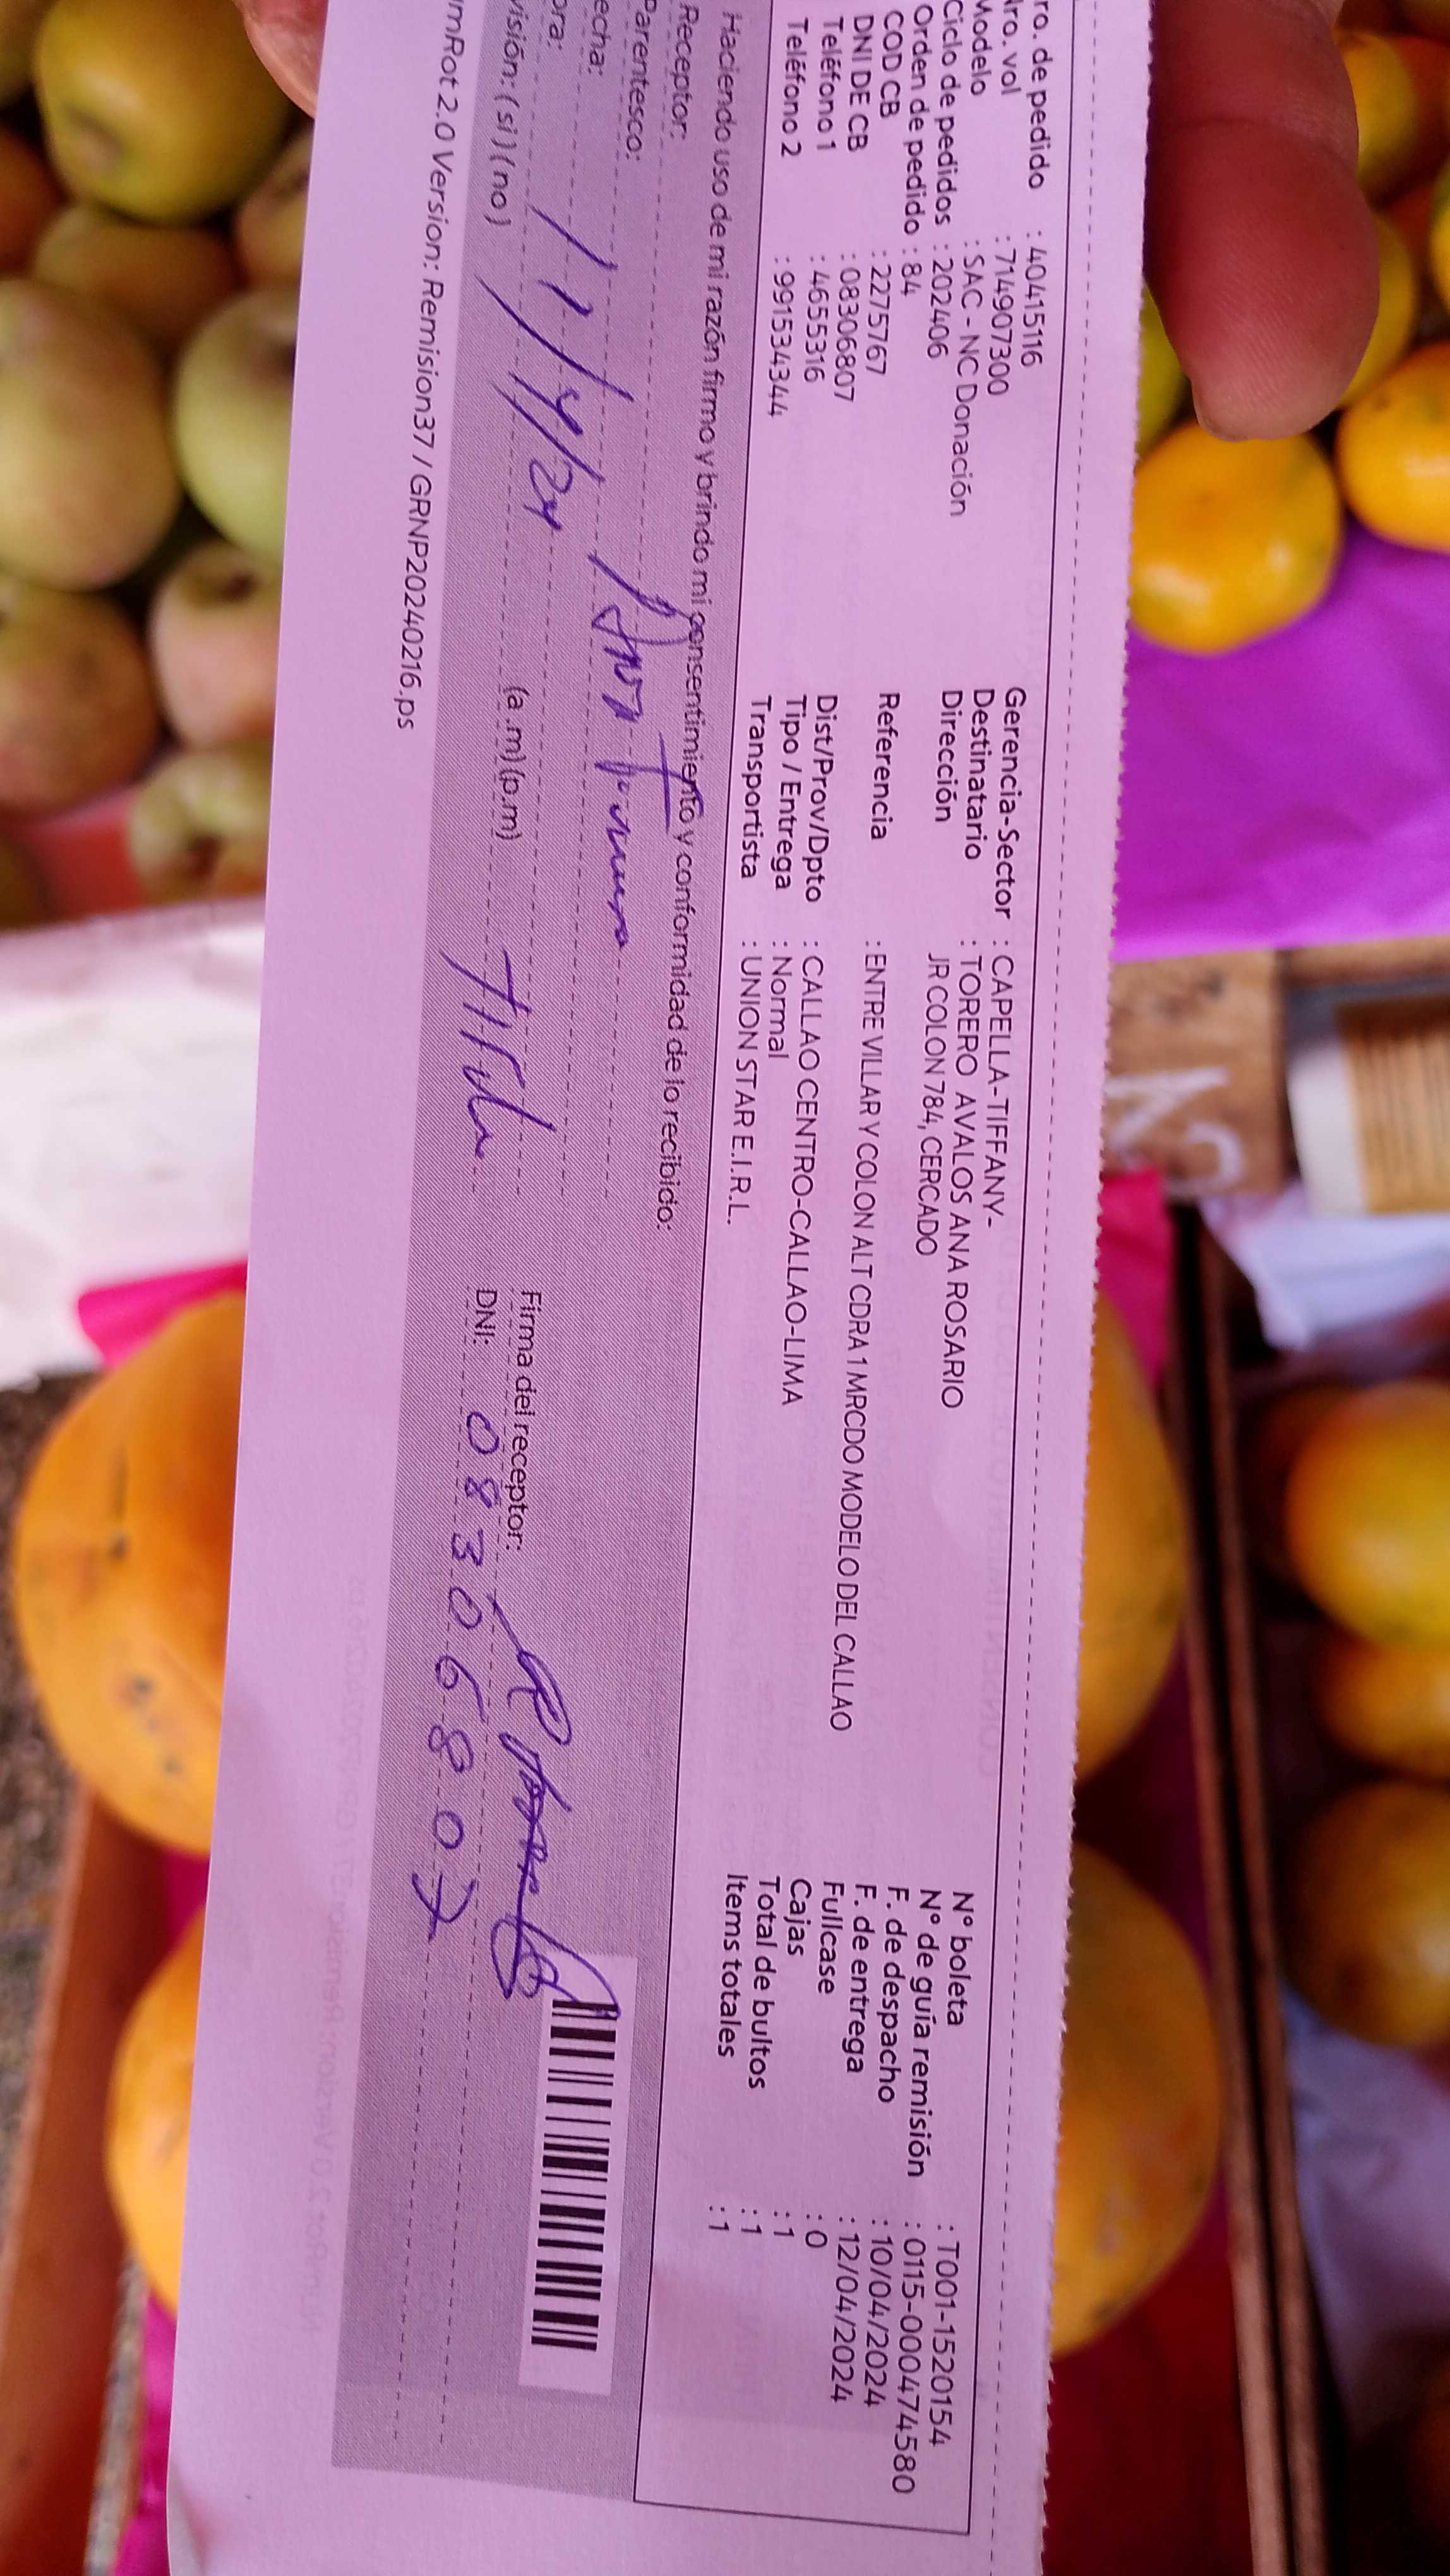 ro. de pedido : 40415116
Nro. vol : 714907300
Modelo : SAC - NC Donación
Ciclo de pedidos : 202406
Orden de pedido : 84
COD CB : 2275767
DNI DE CB : 08306807
Teléfono 1 : 4655316
Teléfono 2 : 991534344
Gerencia-Sector : CAPELLA-TIFFANY-
Destinatario : TORERO AVALOS ANA ROSARIO
Dirección JR COLON 784, CERCADO
Referencia : ENTRE VILLAR Y COLON ALT CDRA 1 MRCDO MODELO DEL CALLAO
Dist/Prov/Dpto : CALLAO CENTRO-CALLAO-LIMA
Tipo / Entrega : Normal
Transportista : UNION STAR E.I.R.L.
N° boleta : T001-1520154
N° de guía remisión : 0115-000474580
F. de despacho : 10/04/2024
F. de entrega : 12/04/2024
Fullcase : 0
Cajas : 1
Total de bultos : 1
Items totales : 1
Haciendo uso de mi razón firmo y brindo mi consentimiento y conformidad de lo recibido:
Receptor:
Parentesco:
echa: 11/4/24
ora: (a.m)(p.m)
visión: (si) (no)
Firma del receptor:
DNI: 08306807
mRot 2.0 Version: Remision37 / GRNP20240216.ps